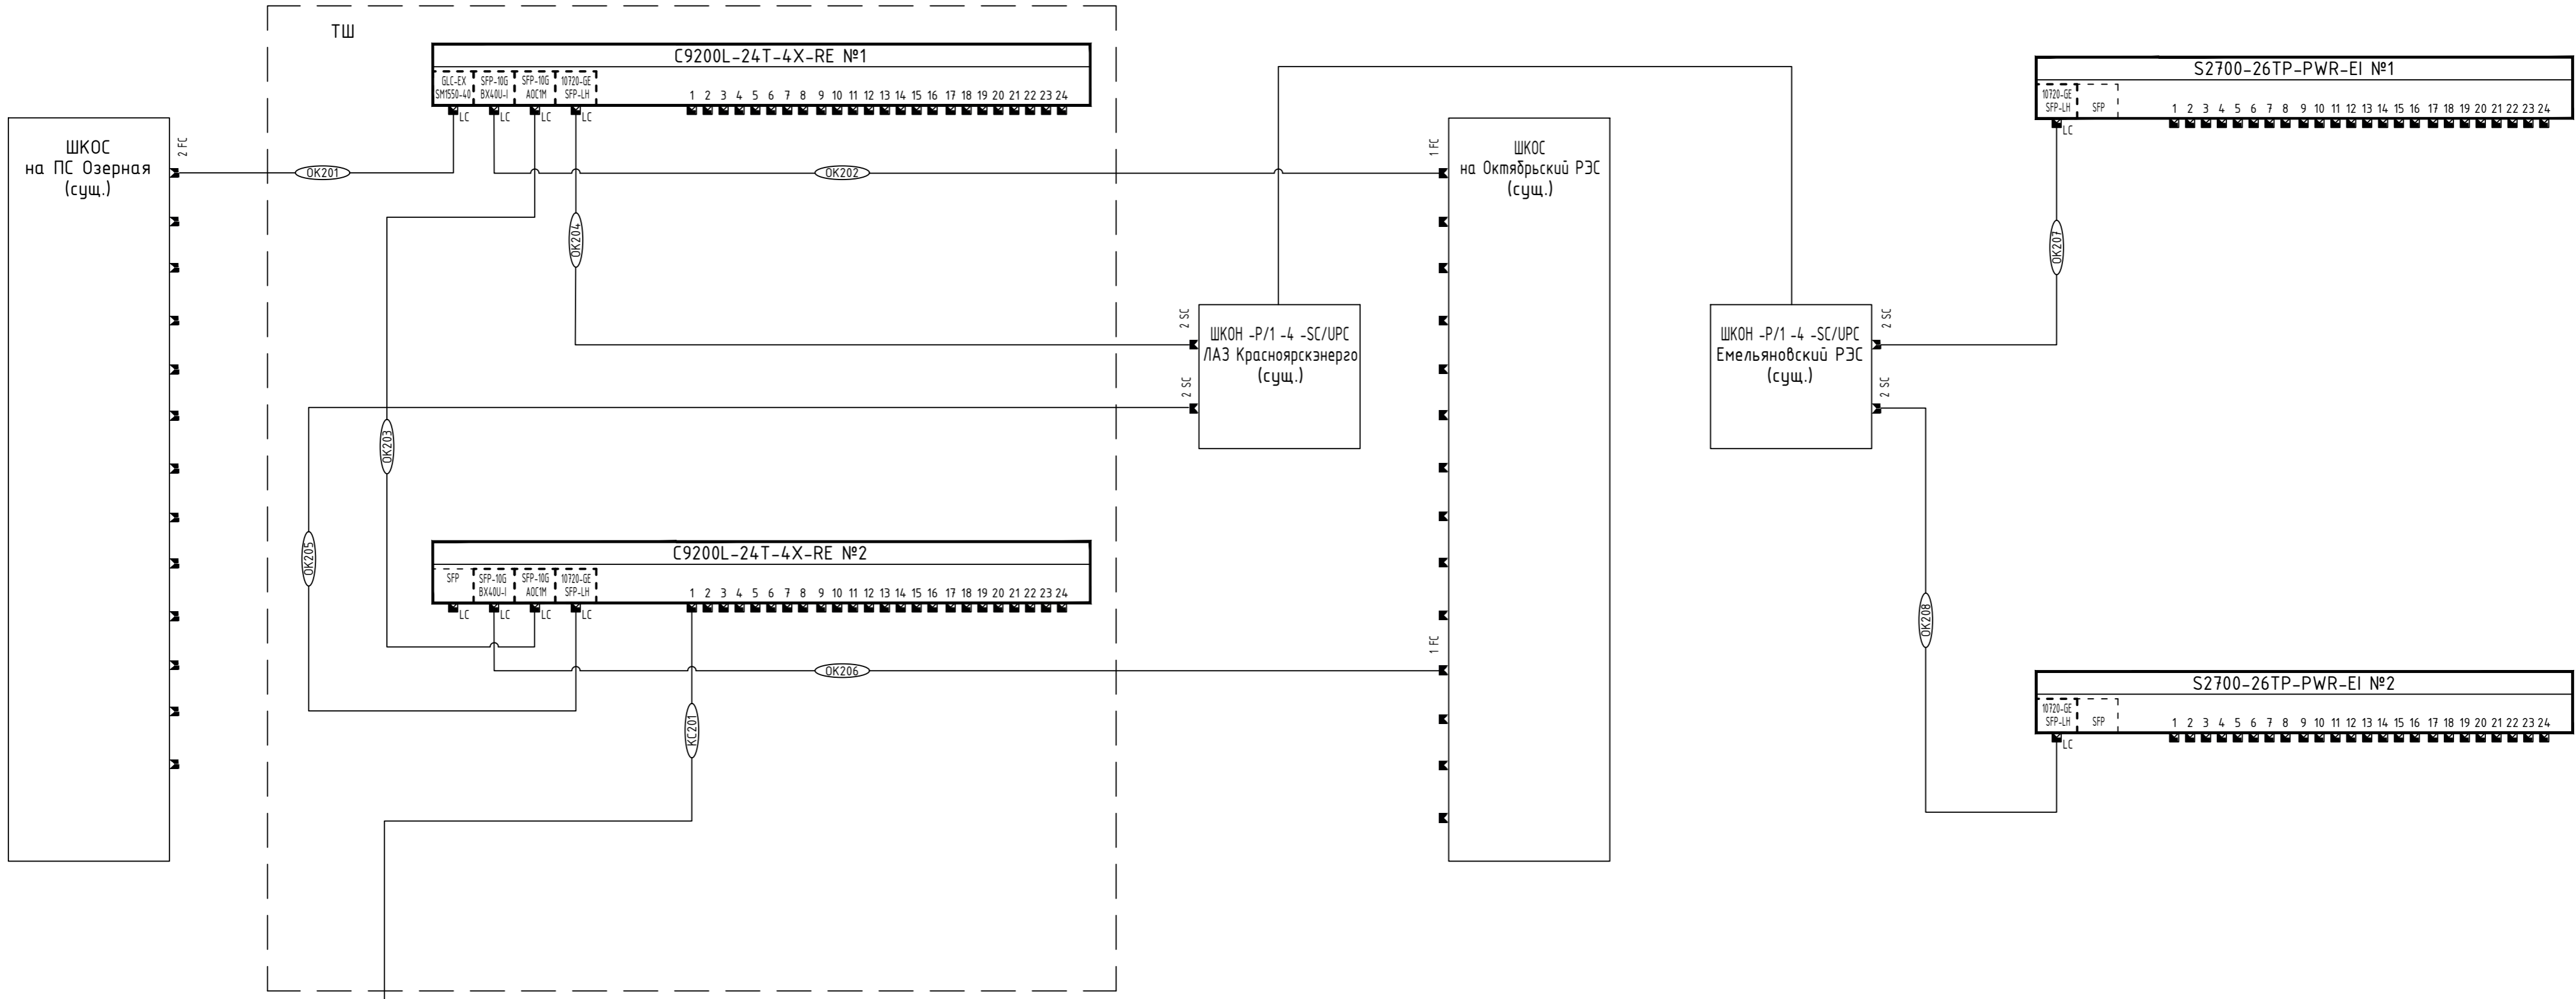 ТШ
C9200L-24T-4X-RE №1
GLC-EX
SM1550-40
SFP-10G
BX40U-I
SFP-10G
AOC1M
10720-GE
SFP-LH
1 2 3 4 5 6 7 8 9 10 11 12 13 14 15 16 17 18 19 20 21 22 23 24
LC
LC
LC
LC
S2700-26TP-PWR-EI №1
10720-GE
SFP-LH
SFP
1 2 3 4 5 6 7 8 9 10 11 12 13 14 15 16 17 18 19 20 21 22 23 24
LC
ШКОС
на ПС Озерная
(сущ.)
2 FC
ОК201
ОК202
1 FC
ШКОС
на Октябрьский РЭС
(сущ.)
ОК204
ОК207
2 SC
ШКОН -Р/1 -4 -SC/UPC
ЛАЗ Красноярскэнерго
(сущ.)
2 SC
ШКОН -Р/1 -4 -SC/UPC
Емельяновский РЭС
(сущ.)
2 SC
2 SC
ОК203
ОК205
C9200L-24T-4X-RE №2
SFP
SFP-10G
BX40U-I
SFP-10G
AOC1M
10720-GE
SFP-LH
1 2 3 4 5 6 7 8 9 10 11 12 13 14 15 16 17 18 19 20 21 22 23 24
LC
LC
LC
LC
ОК208
1 FC
ОК206
КС201
S2700-26TP-PWR-EI №2
10720-GE
SFP-LH
SFP
1 2 3 4 5 6 7 8 9 10 11 12 13 14 15 16 17 18 19 20 21 22 23 24
LC